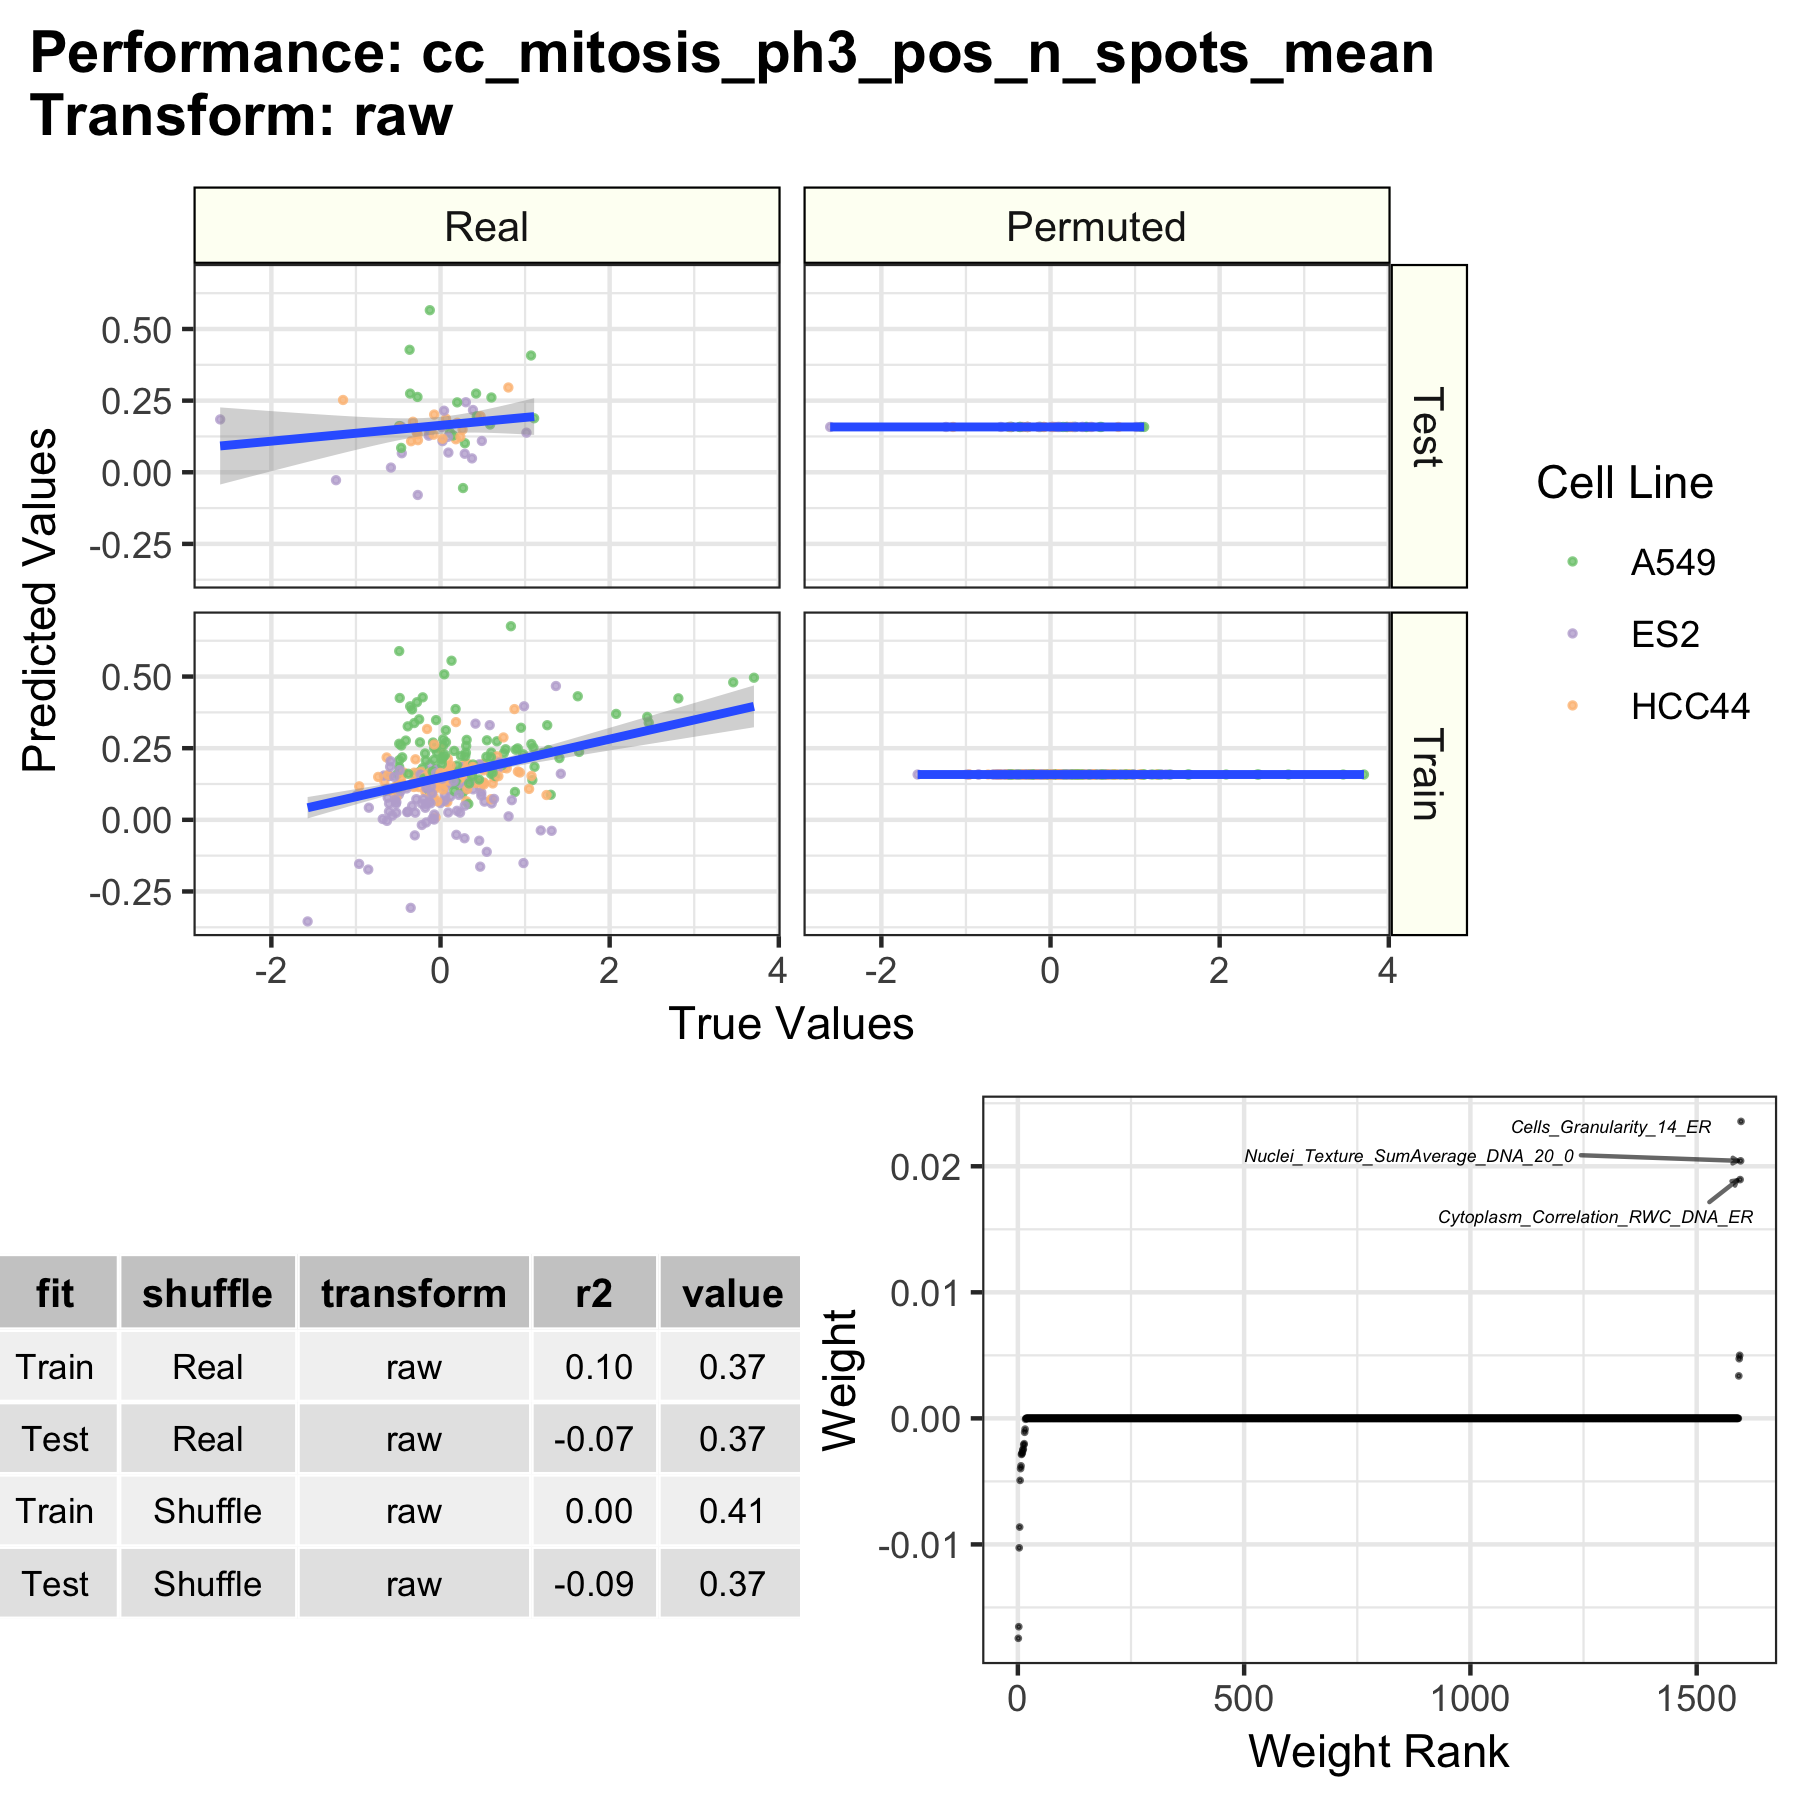 Performance: cc_mitosis_ph3_pos_n_spots_mean
Transform: raw
Real
Permuted
0.50
0.25
0.00
-0.25
Test
0.50
0.25
0.00
-0.25
Train
-2 0 2 4
-2 0 2 4
Predicted Values
True Values
Cell Line
A549
ES2
HCC44
fit shuffle transform r2 value
Train Real raw 0.10 0.37
Test Real raw -0.07 0.37
Train Shuffle raw 0.00 0.41
Test Shuffle raw -0.09 0.37
Weight
0.02
0.01
0.00
-0.01
Cells_Granularity_14_ER
Nuclei_Texture_SumAverage_DNA_20_0
Cytoplasm_Correlation_RWC_DNA_ER
0 500 1000 1500
Weight Rank